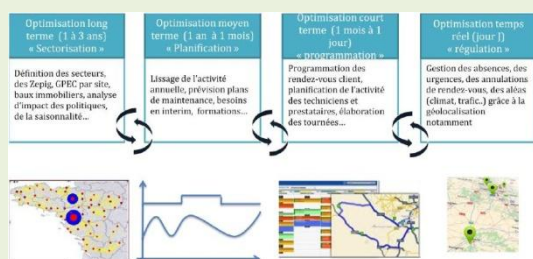 Optimisation long
terme (1 à 3 ans)
« Sectorisation »
Définition des secteurs,
des Zepig, GPEC par site,
baux immobiliers, analyse
d'impact des politiques,
de la saisonnalité…
Optimisation moyen
terme (1 an à 1 mois)
« Planification »
Lissage de l'activité
annuelle, prévision plans
de maintenance, besoins
en interim, formations…
Optimisation court
terme (1 mois à 1
jour)
« programmation »
Programmation des
rendez-vous client,
planification de l'activité
des techniciens et
prestataires, élaboration
des tournées…
Optimisation temps
réel (jour J)
« régulation »
Gestion des absences, des
urgences, des annulations
de rendez-vous, des aléas
(climat, trafic..) grâce à la
géolocalisation
notamment